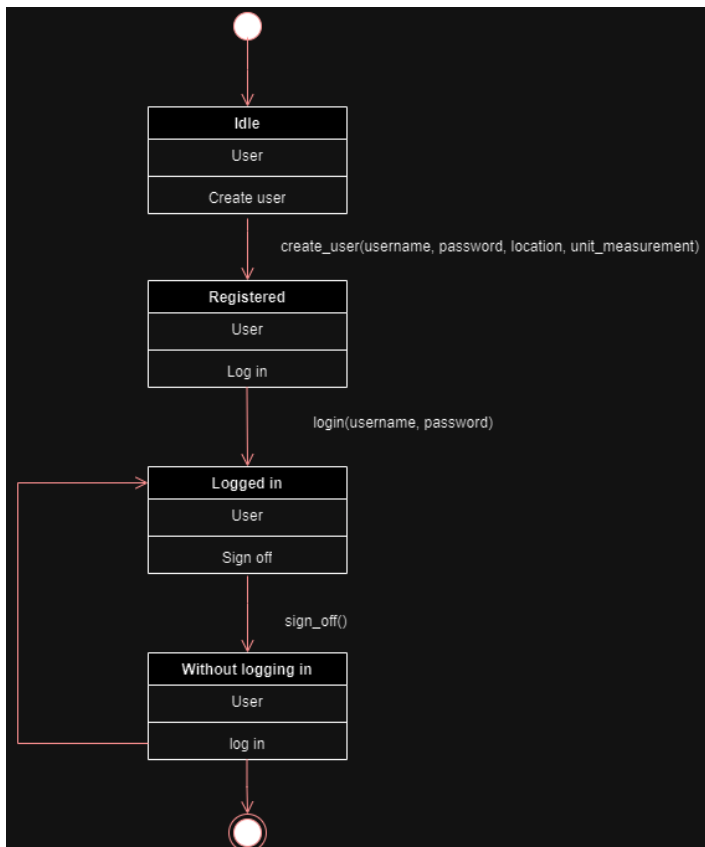 Idle
User
Create user
create_user(username, password, location, unit_measurement)
Registered
User
Log in
login(username, password)
Logged in
User
Sign off
sign_off()
Without logging in
User
log in